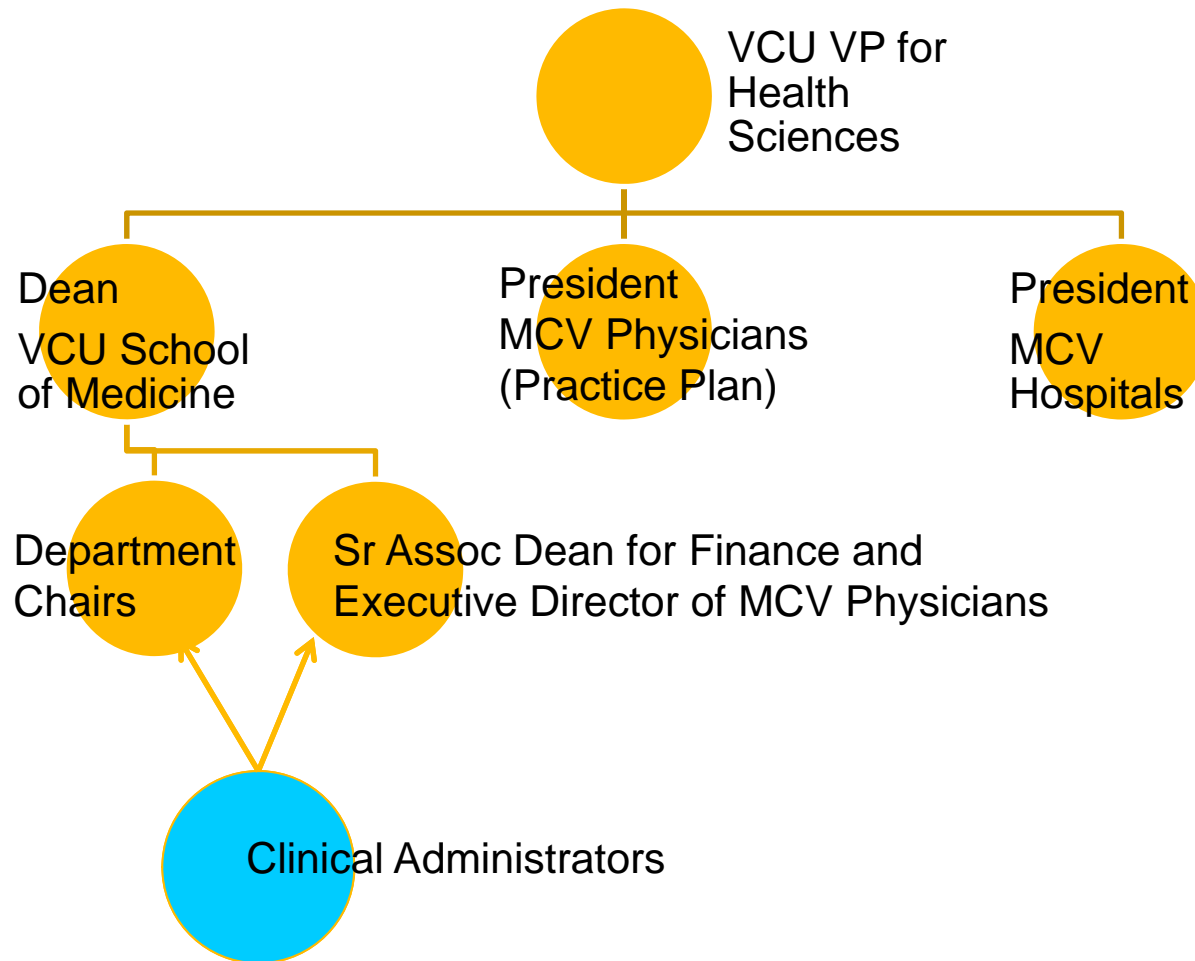 VCU VP for
Health
Sciences
Dean
VCU School
of Medicine
President
MCV Physicians
(Practice Plan)
President
MCV
Hospitals
Department
Chairs
Sr Assoc Dean for Finance and
Executive Director of MCV Physicians
Clinical Administrators